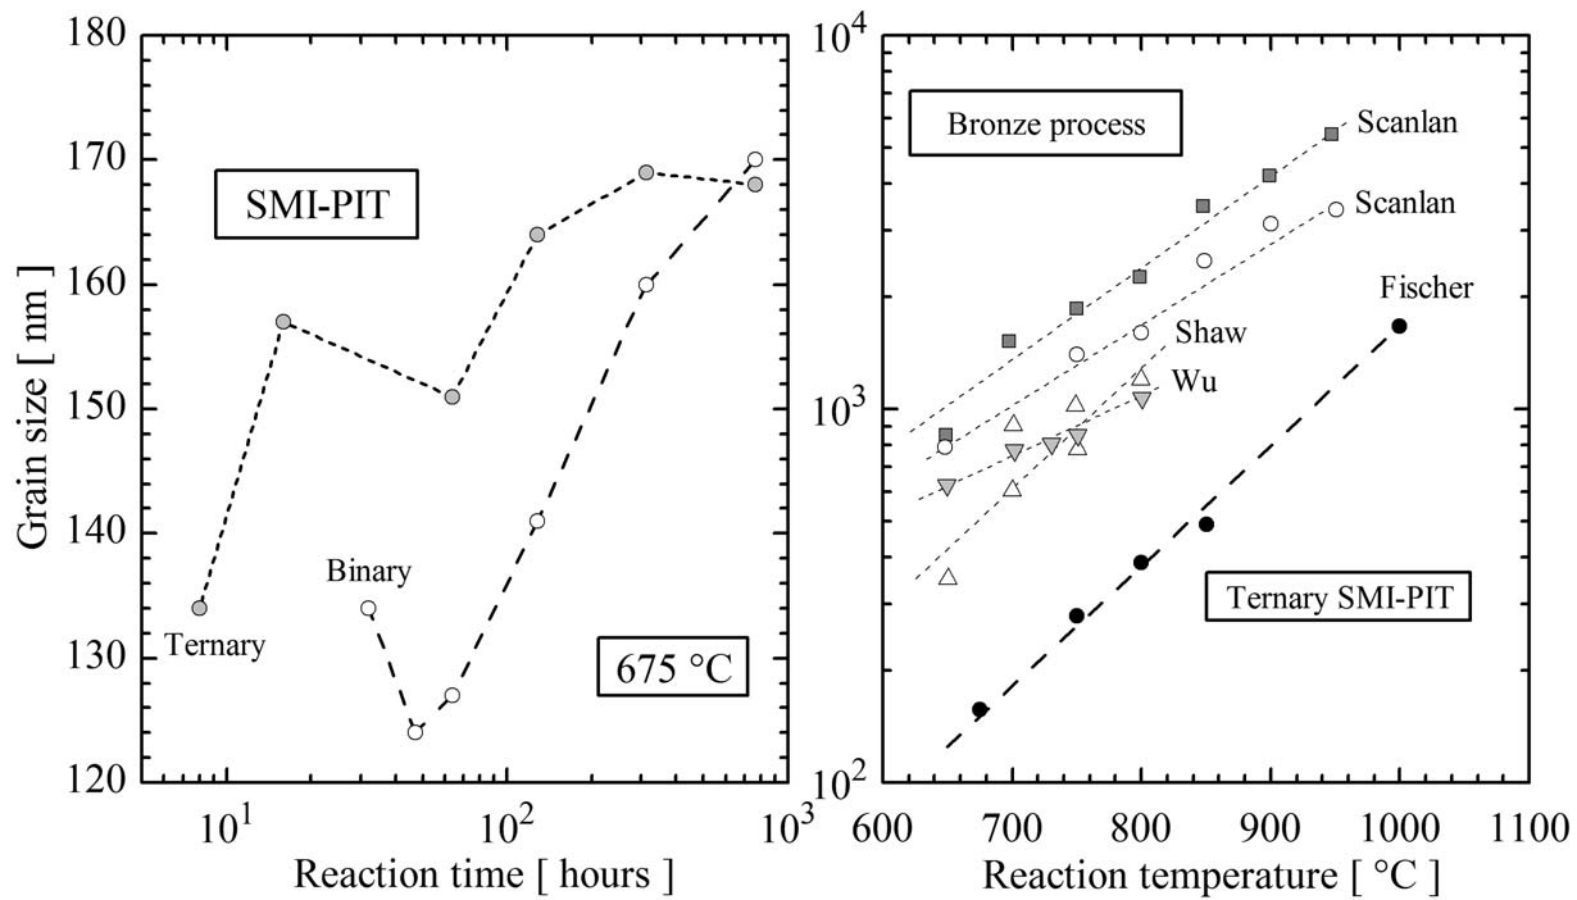 180
170
160
150
140
130
120
Grain size [ nm ]
SMI-PIT
Binary
Ternary
675 °C
10¹
10²
10³
Reaction time [ hours ]
10⁴
10³
10²
Bronze process
Scanlan
Scanlan
Fischer
Shaw
Wu
Ternary SMI-PIT
600 700 800 900 1000 1100
Reaction temperature [ °C ]